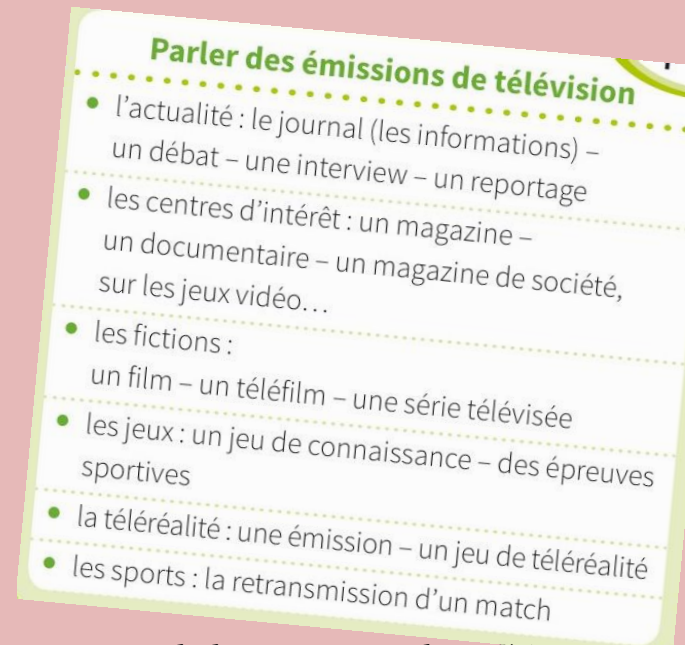 Parler des émissions de télévision
• l'actualité : le journal (les informations) –
un débat – une interview – un reportage
• les centres d'intérêt : un magazine –
un documentaire – un magazine de société,
sur les jeux vidéo...
• les fictions :
un film – un téléfilm – une série télévisée
• les jeux : un jeu de connaissance – des épreuves
sportives
• la téléréalité : une émission – un jeu de téléréalité
• les sports : la retransmission d'un match